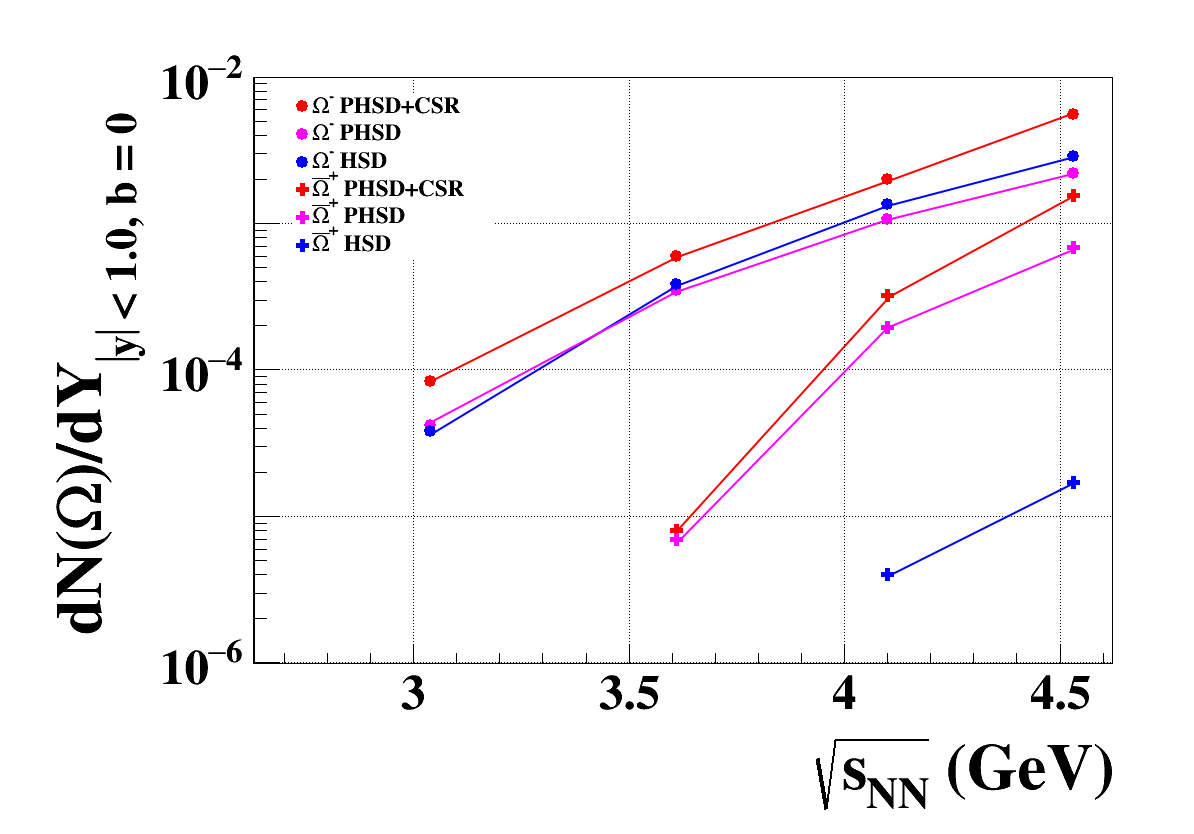 10⁻²
Ω⁻ PHSD+CSR
Ω⁻ PHSD
Ω⁻ HSD
Ω̅⁺ PHSD+CSR
Ω̅⁺ PHSD
Ω̅⁺ HSD
10⁻⁴
10⁻⁶
dN(Ω)/dY|y| < 1.0, b = 0
3 3.5 4 4.5
√sNN (GeV)